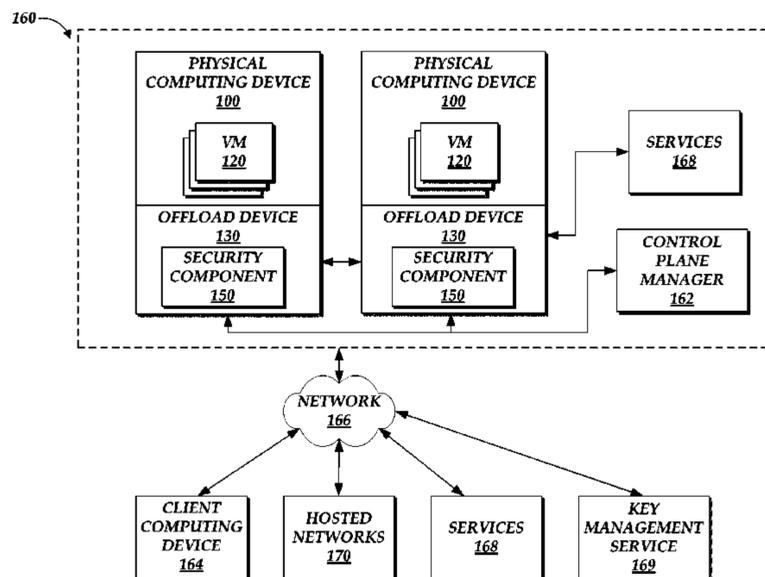 160
PHYSICAL
COMPUTING DEVICE
100
VM
120
OFFLOAD DEVICE
130
SECURITY
COMPONENT
150
PHYSICAL
COMPUTING DEVICE
100
VM
120
OFFLOAD DEVICE
130
SECURITY
COMPONENT
150
SERVICES
168
CONTROL
PLANE
MANAGER
162
NETWORK
166
CLIENT
COMPUTING
DEVICE
164
HOSTED
NETWORKS
170
SERVICES
168
KEY
MANAGEMENT
SERVICE
169